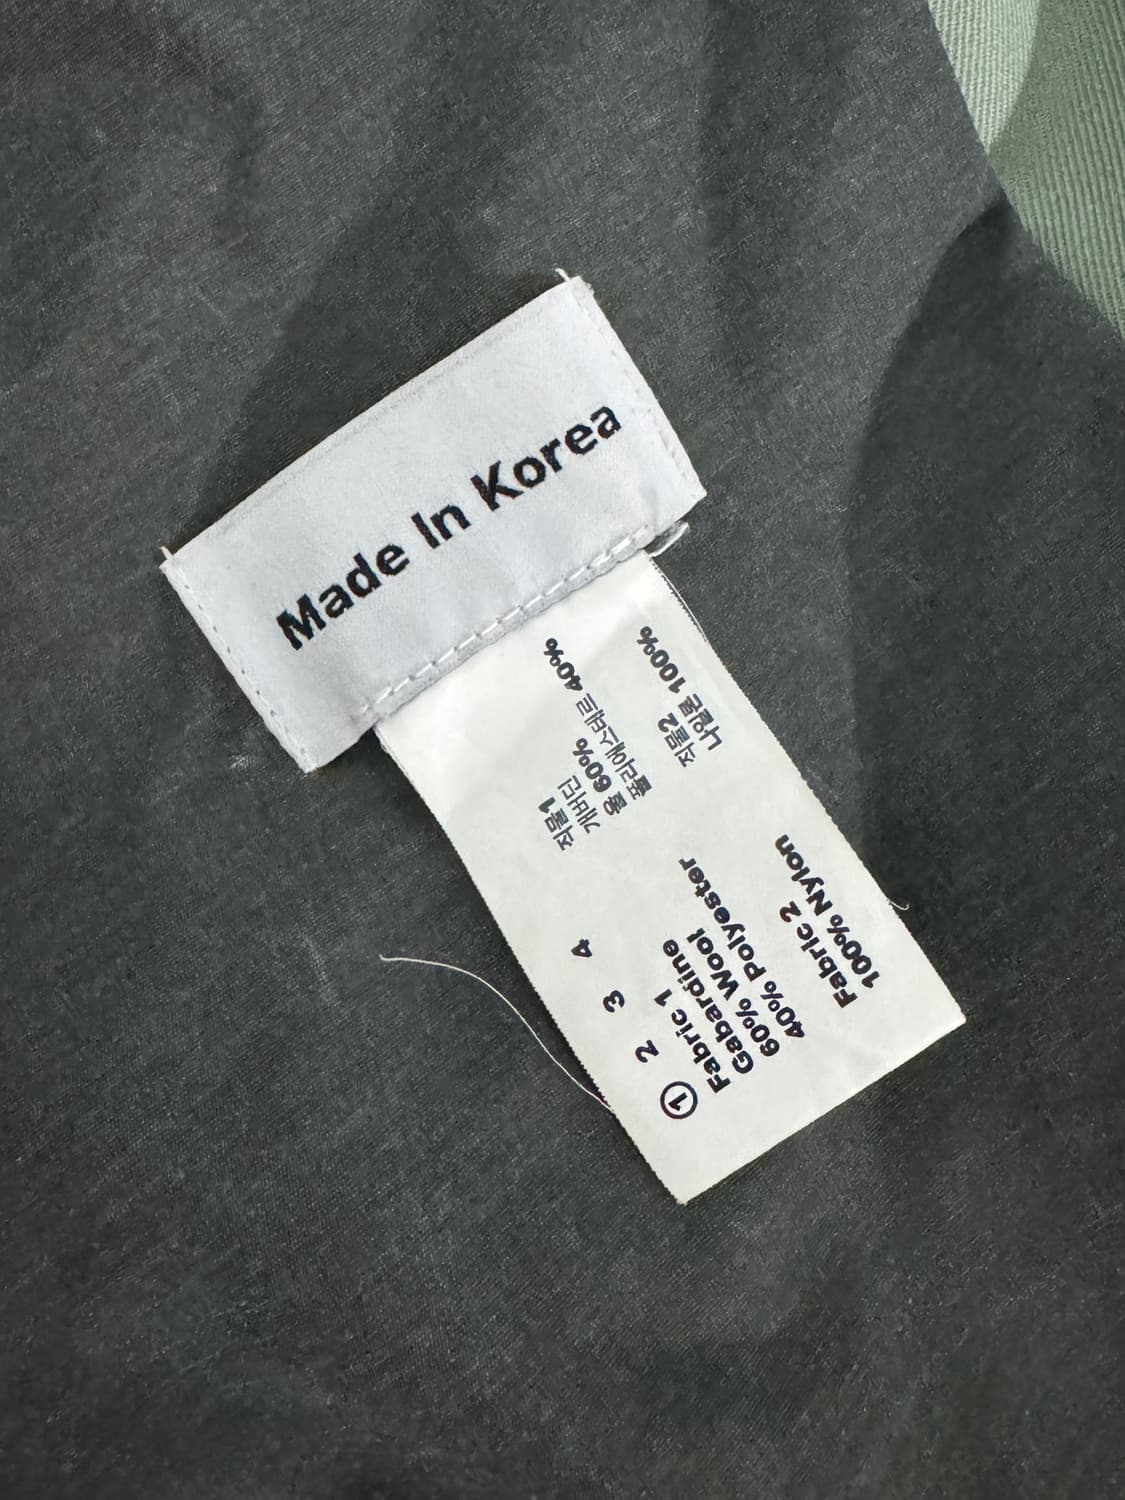 Made In Korea
① 2 3 4
Fabric 1
Gabardine
60% Wool
40% Polyester
Fabric 2
100% Nylon
직물1
개버딘
울 60%
폴리에스테르 40%
직물2
나일론 100%